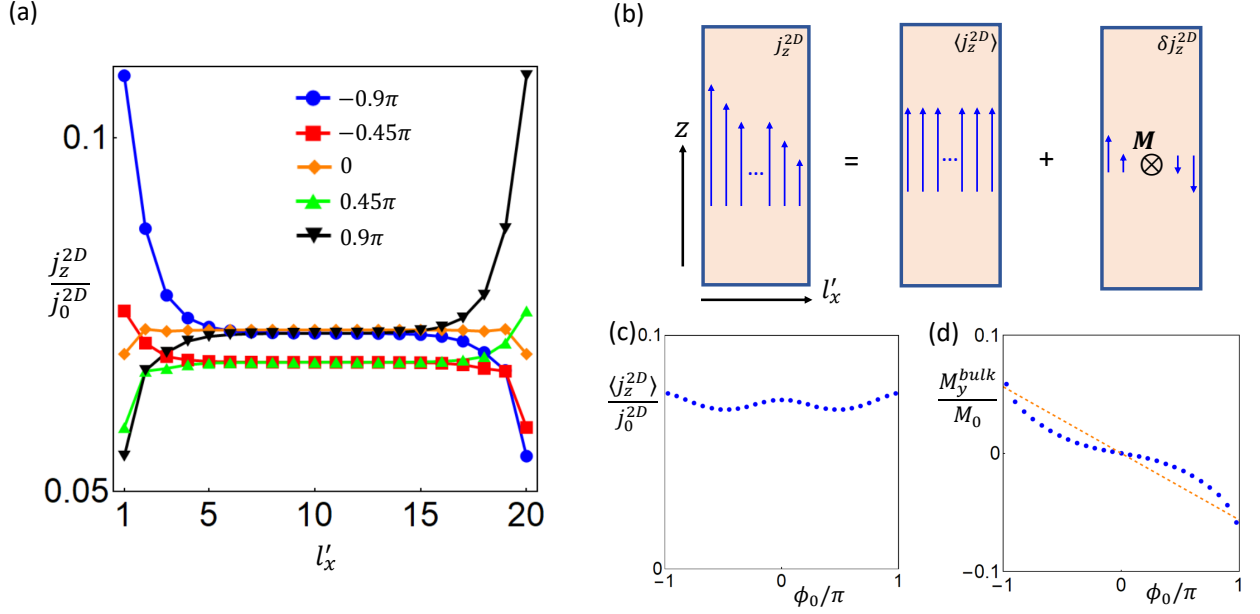 (a)
0.1
0.05
j_z^{2D}
j_0^{2D}
−0.9π
−0.45π
0
0.45π
0.9π
1
5
10
15
20
l′_x
(b)
j_z^{2D}
=
⟨j_z^{2D}⟩
+
δj_z^{2D}
z
...
...
M
l′_x
(c)
0.1
⟨j_z^{2D}⟩
j_0^{2D}
0
−1
0
1
ϕ_0/π
(d)
0.1
M_y^{bulk}
M_0
0
−0.1
−1
0
1
ϕ_0/π